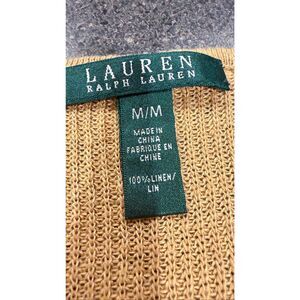 LAUREN
RALPH LAUREN
M/M
MADE IN
CHINA
FABRIQUE EN
CHINE
100% LINEN/
LIN